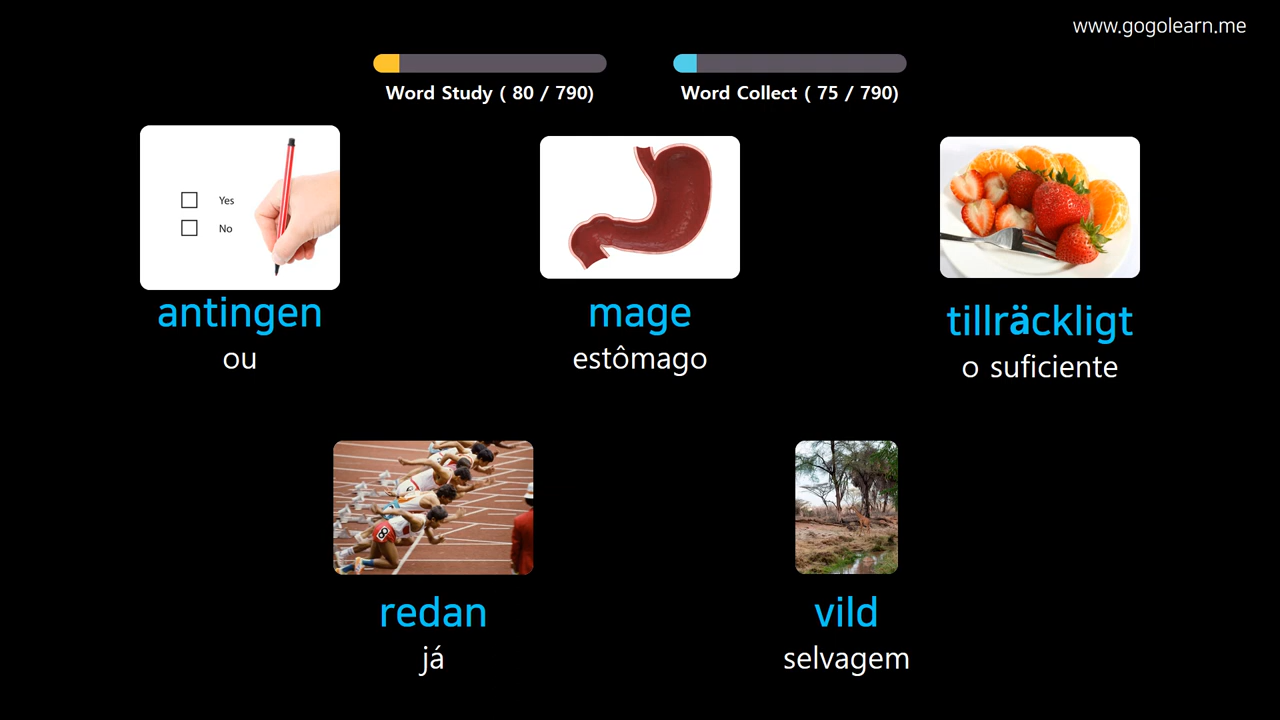 www.gogolearn.me
Word Study ( 80 / 790)
Word Collect ( 75 / 790)
Yes
No
antingen
ou
mage
estômago
tillräckligt
o suficiente
8
redan
já
vild
selvagem